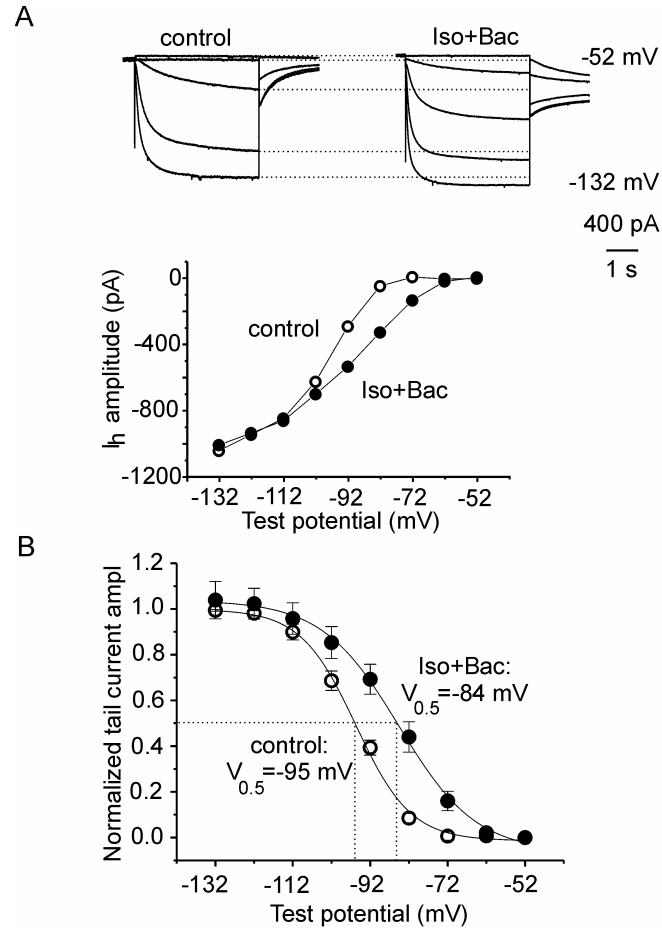 A
control
Iso+Bac
-52 mV
-132 mV
400 pA
1 s
Ih amplitude (pA)
0
-400
-800
-1200
control
Iso+Bac
-132 -112 -92 -72 -52
Test potential (mV)
B
Normalized tail current ampl
1.2
1.0
0.8
0.6
0.4
0.2
0.0
Iso+Bac:
V0.5=-84 mV
control:
V0.5=-95 mV
-132 -112 -92 -72 -52
Test potential (mV)